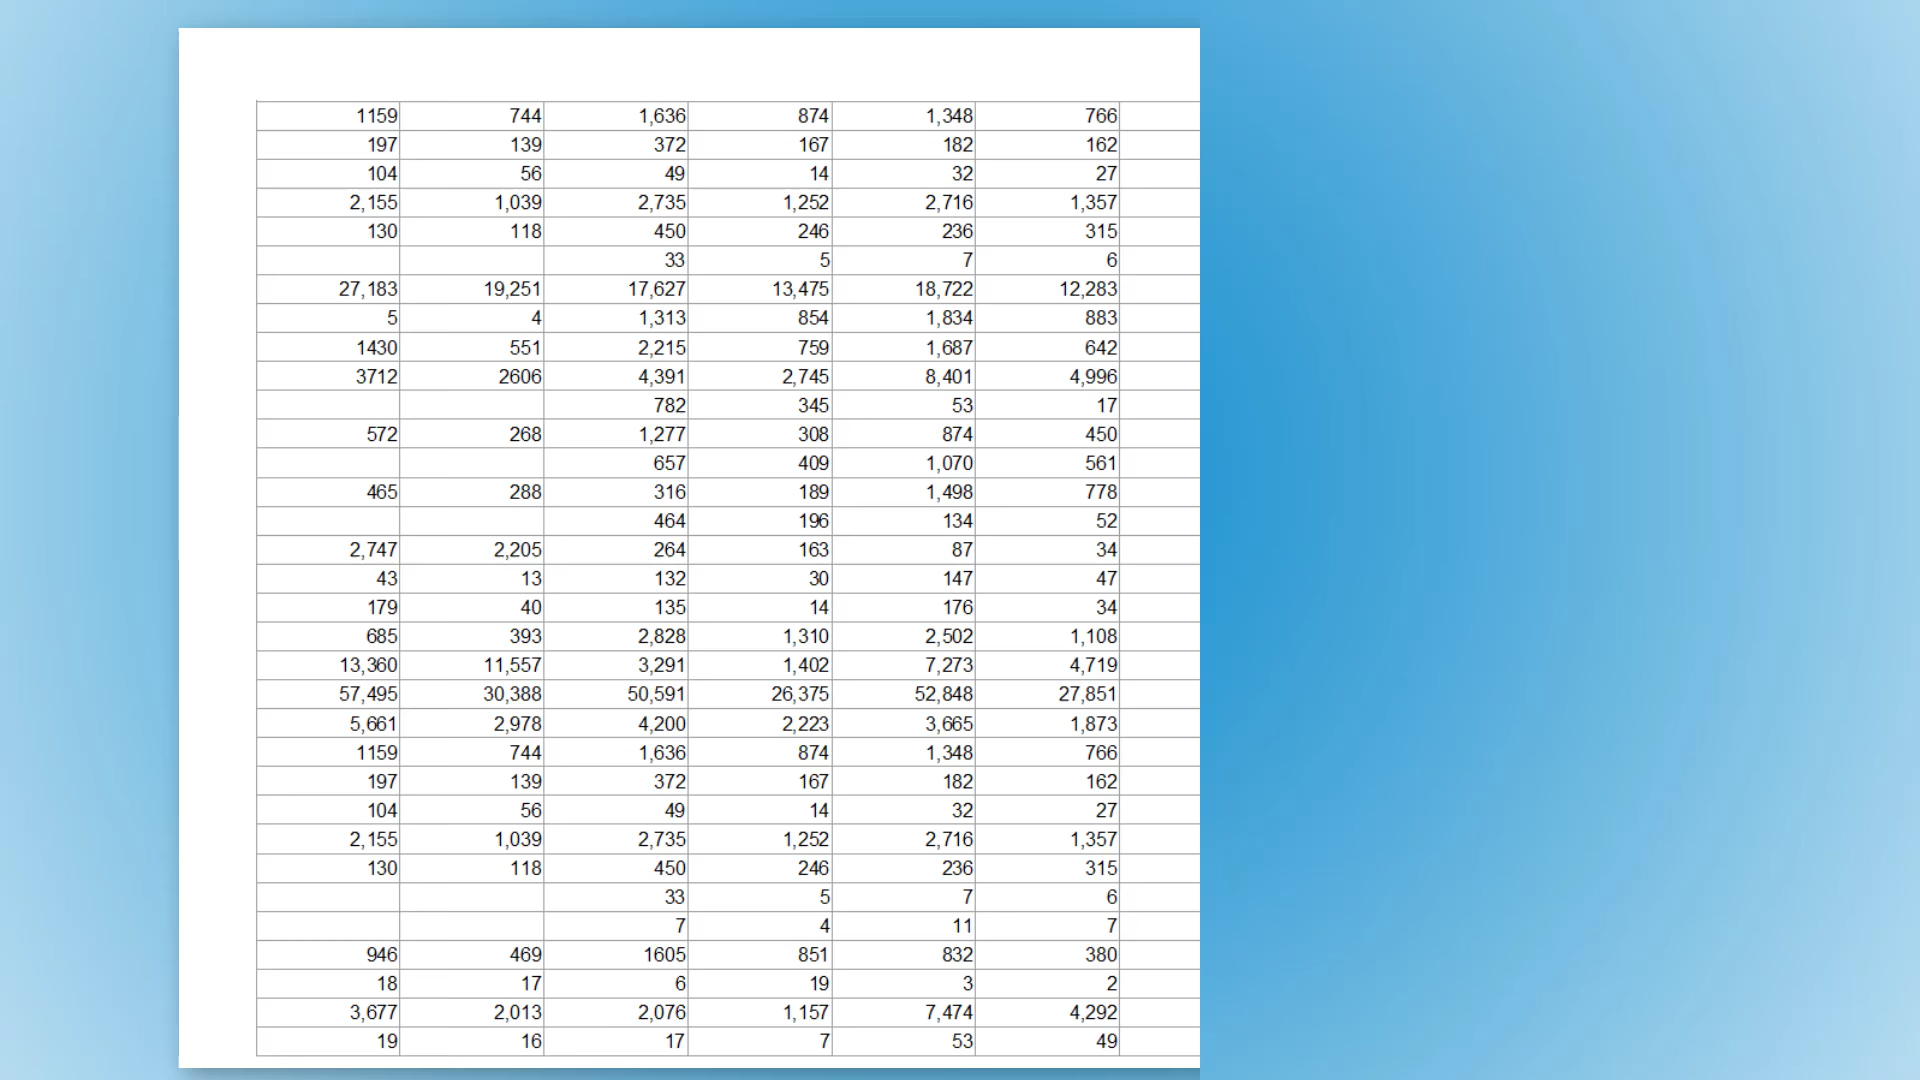 1159 744 1,636 874 1,348 766
197 139 372 167 182 162
104 56 49 14 32 27
2,155 1,039 2,735 1,252 2,716 1,357
130 118 450 246 236 315
33 5 7 6
27,183 19,251 17,627 13,475 18,722 12,283
5 4 1,313 854 1,834 883
1430 551 2,215 759 1,687 642
3712 2606 4,391 2,745 8,401 4,996
782 345 53 17
572 268 1,277 308 874 450
657 409 1,070 561
465 288 316 189 1,498 778
464 196 134 52
2,747 2,205 264 163 87 34
43 13 132 30 147 47
179 40 135 14 176 34
685 393 2,828 1,310 2,502 1,108
13,360 11,557 3,291 1,402 7,273 4,719
57,495 30,388 50,591 26,375 52,848 27,851
5,661 2,978 4,200 2,223 3,665 1,873
1159 744 1,636 874 1,348 766
197 139 372 167 182 162
104 56 49 14 32 27
2,155 1,039 2,735 1,252 2,716 1,357
130 118 450 246 236 315
33 5 7 6
7 4 11 7
946 469 1605 851 832 380
18 17 6 19 3 2
3,677 2,013 2,076 1,157 7,474 4,292
19 16 17 7 53 49